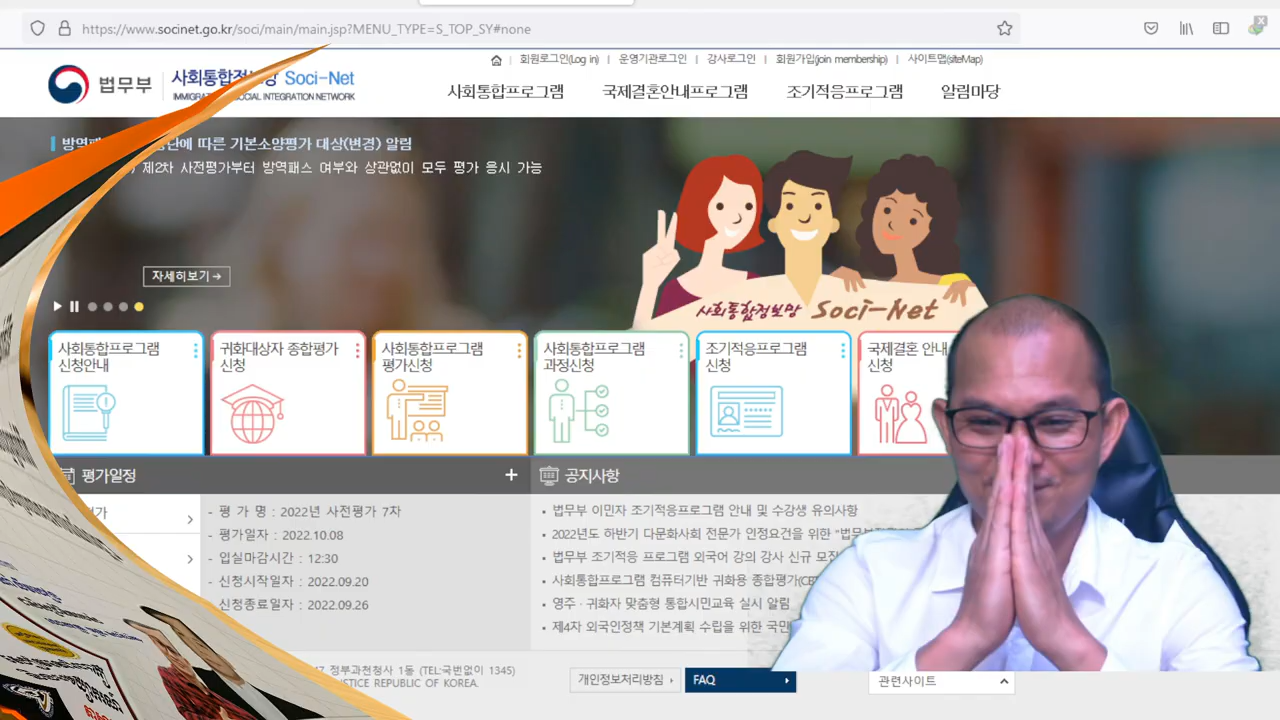 https://www.socinet.go.kr/soci/main/main.jsp?MENU_TYPE=S_TOP_SY#none
회원로그인(Log in) | 운영기관로그인 | 강사로그인 | 회원가입(join membership) | 사이트맵(siteMap)
법무부
사회통합정보망 Soci-Net
SOCIAL INTEGRATION NETWORK
사회통합프로그램 국제결혼안내프로그램 조기적응프로그램 알림마당
따른 기본소양평가 대상(변경) 알림
제2차 사전평가부터 방역패스 여부와 상관없이 모두 평가 응시 가능
자세히보기→
사회통합정보망 Soci-Net
사회통합프로그램 신청안내
귀화대상자 종합평가 신청
사회통합프로그램 평가신청
사회통합프로그램 과정신청
조기적응프로그램 신청
국제결혼 안내 신청
평가일정 +
- 평 가 명 : 2022년 사전평가 7차
- 평가일자 : 2022.10.08
- 입실마감시간 : 12:30
- 신청시작일자 : 2022.09.20
신청종료일자 : 2022.09.26
공지사항
법무부 이민자 조기적응프로그램 안내 및 수강생 유의사항
2022년도 하반기 다문화사회 전문가 인정요건을 위한
법무부 조기적응 프로그램 외국어 강의 강사 신규 모집
사회통합프로그램 컴퓨터기반 귀화용 종합평가
영주 · 귀화자 맞춤형 통합시민교육 실시 알림
제4차 외국인정책 기본계획 수립을 위한 국민
정부과천청사 1동 (TEL:국번없이 1345)
REPUBLIC OF KOREA.
개인정보처리방침
FAQ
관련사이트